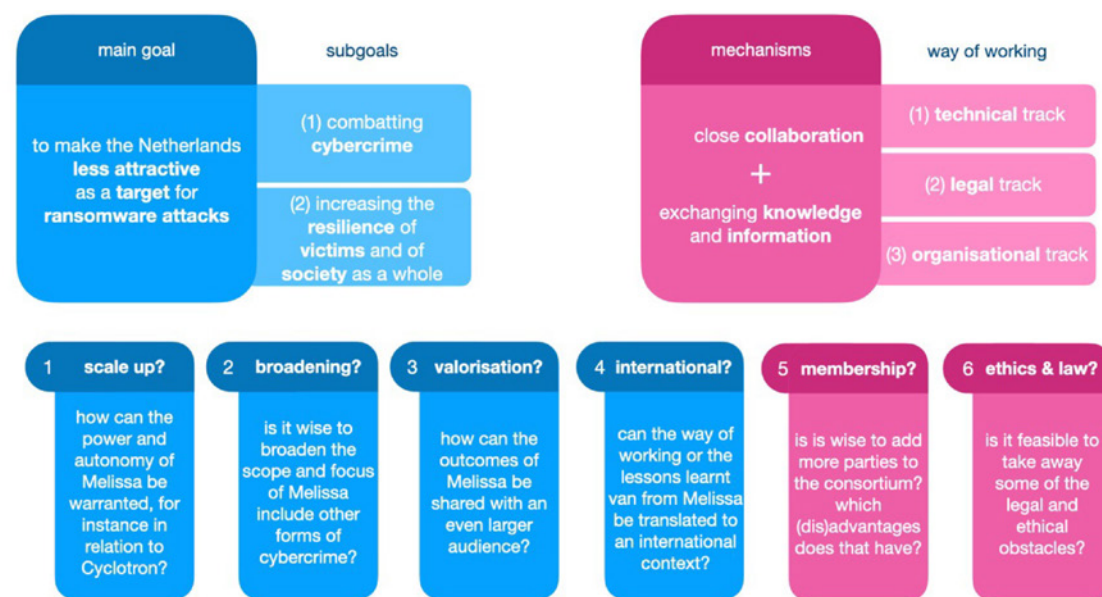 main goal
subgoals
to make the Netherlands
less attractive
as a target for
ransomware attacks
(1) combatting
cybercrime
(2) increasing the
resilience of
victims and of
society as a whole
mechanisms
way of working
close collaboration
+
exchanging knowledge
and information
(1) technical track
(2) legal track
(3) organisational track
1 scale up?
how can the
power and
autonomy of
Melissa be
warranted, for
instance in
relation to
Cyclotron?
2 broadening?
is it wise to
broaden the
scope and focus
of Melissa
include other
forms of
cybercrime?
3 valorisation?
how can the
outcomes of
Melissa be
shared with an
even larger
audience?
4 international?
can the way of
working or the
lessons learnt
van from Melissa
be translated to
an international
context?
5 membership?
is is wise to add
more parties to
the consortium?
which
(dis)advantages
does that have?
6 ethics & law?
is it feasible to
take away
some of the
legal and
ethical
obstacles?